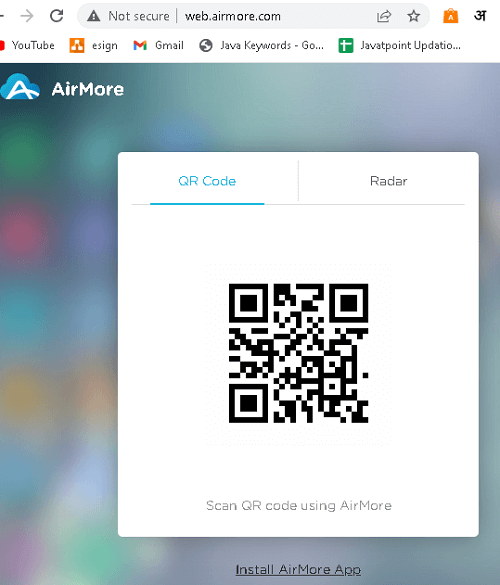 Not secure | web.airmore.com अ
YouTube esign Gmail Java Keywords - Go... Javatpoint Updatio...
AirMore
QR Code Radar
Scan QR code using AirMore
Install AirMore App